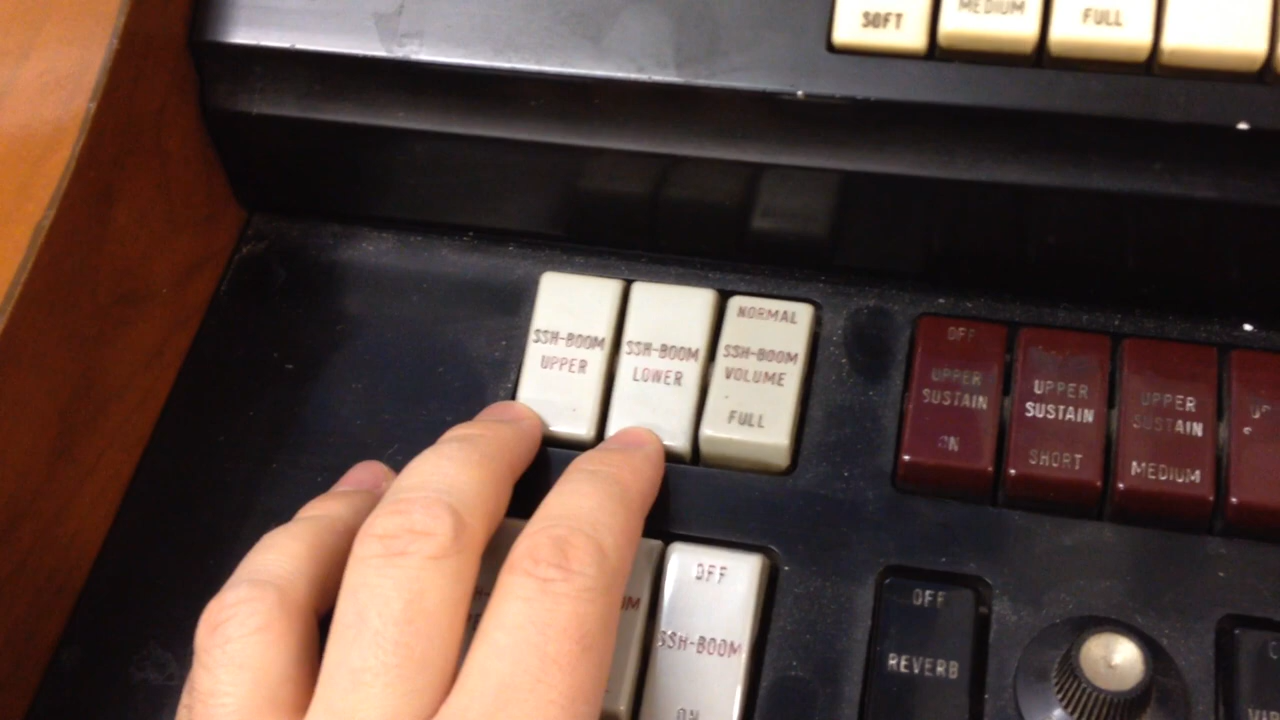 SOFT
MEDIUM
FULL
SSH-BOOM
UPPER
SSH-BOOM
LOWER
NORMAL
SSH-BOOM
VOLUME
FULL
OFF
UPPER
SUSTAIN
ON
UPPER
SUSTAIN
SHORT
UPPER
SUSTAIN
MEDIUM
OFF
SSH-BOOM
ON
OFF
REVERB